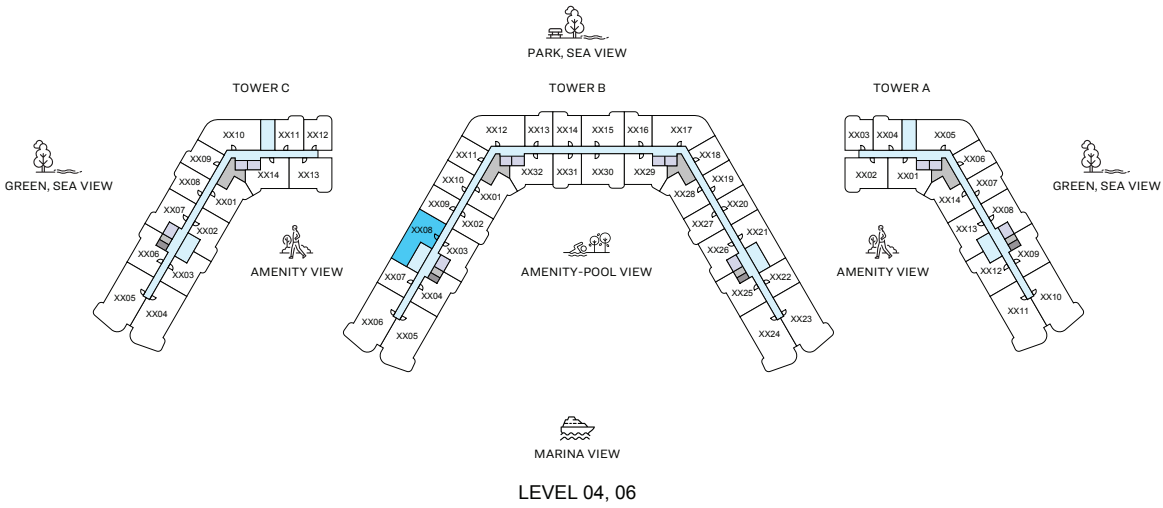 PARK, SEA VIEW
TOWER C
TOWER B
TOWER A
GREEN, SEA VIEW
XX10
XX11
XX12
XX09
XX08
XX14
XX13
XX07
XX01
XX02
XX06
XX03
XX05
XX04
AMENITY VIEW
XX12
XX13
XX14
XX15
XX16
XX17
XX11
XX32
XX31
XX30
XX29
XX18
XX10
XX01
XX28
XX19
XX09
XX02
XX27
XX20
XX08
XX03
XX26
XX21
XX07
XX04
XX25
XX22
XX06
XX05
XX24
XX23
AMENITY-POOL VIEW
XX03
XX04
XX05
XX02
XX01
XX06
XX14
XX07
XX13
XX08
XX12
XX09
XX11
XX10
AMENITY VIEW
GREEN, SEA VIEW
MARINA VIEW
LEVEL 04, 06